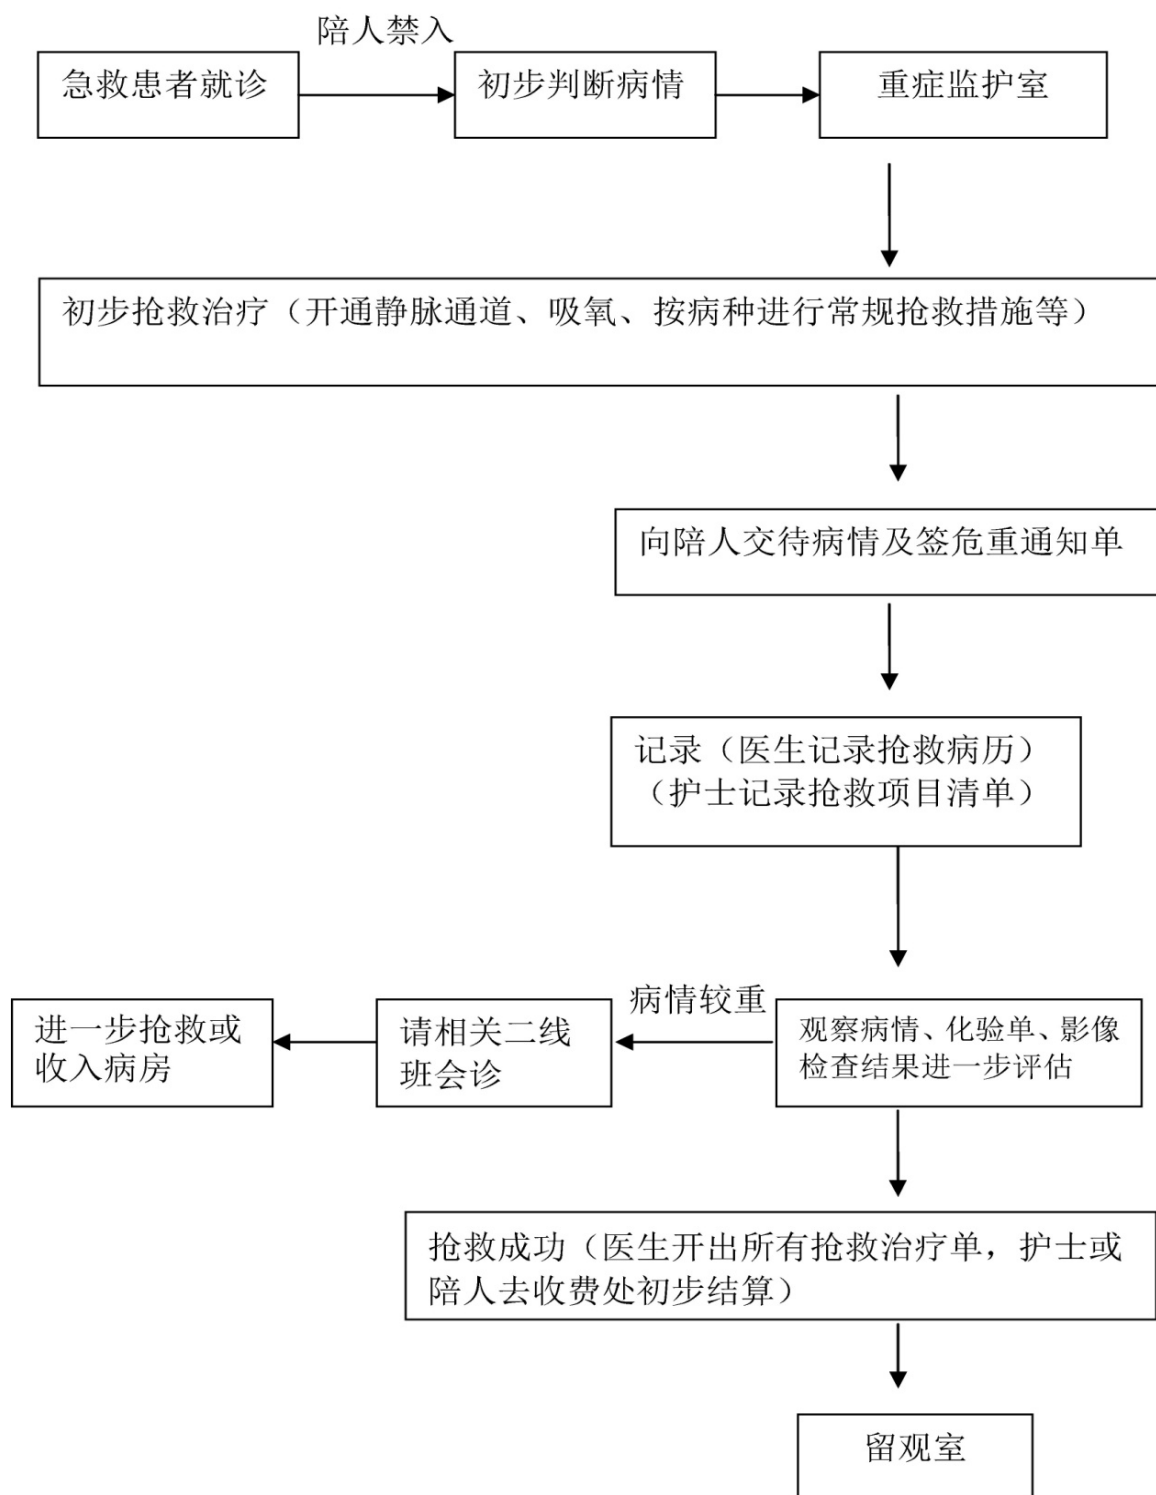 陪人禁入
急救患者就诊
初步判断病情
重症监护室
初步抢救治疗（开通静脉通道、吸氧、按病种进行常规抢救措施等）
向陪人交待病情及签危重通知单
记录（医生记录抢救病历）
（护士记录抢救项目清单）
病情较重
观察病情、化验单、影像
检查结果进一步评估
请相关二线
班会诊
进一步抢救或
收入病房
抢救成功（医生开出所有抢救治疗单，护士或
陪人去收费处初步结算）
留观室